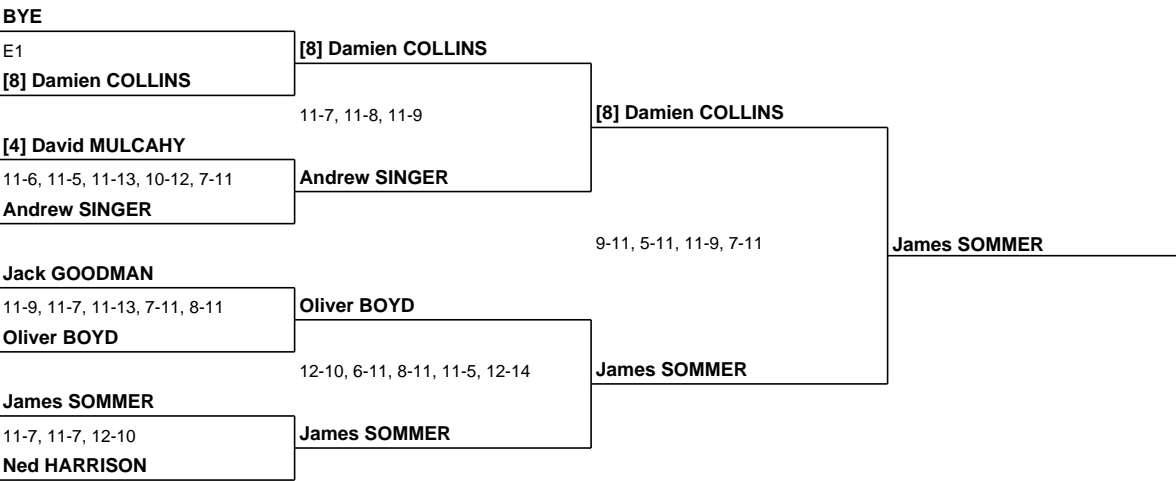 BYE
E1
[8] Damien COLLINS
[4] David MULCAHY
11-6, 11-5, 11-13, 10-12, 7-11
Andrew SINGER
Jack GOODMAN
11-9, 11-7, 11-13, 7-11, 8-11
Oliver BOYD
James SOMMER
11-7, 11-7, 12-10
Ned HARRISON
[8] Damien COLLINS
11-7, 11-8, 11-9
Andrew SINGER
Oliver BOYD
12-10, 6-11, 8-11, 11-5, 12-14
James SOMMER
[8] Damien COLLINS
9-11, 5-11, 11-9, 7-11
James SOMMER
James SOMMER